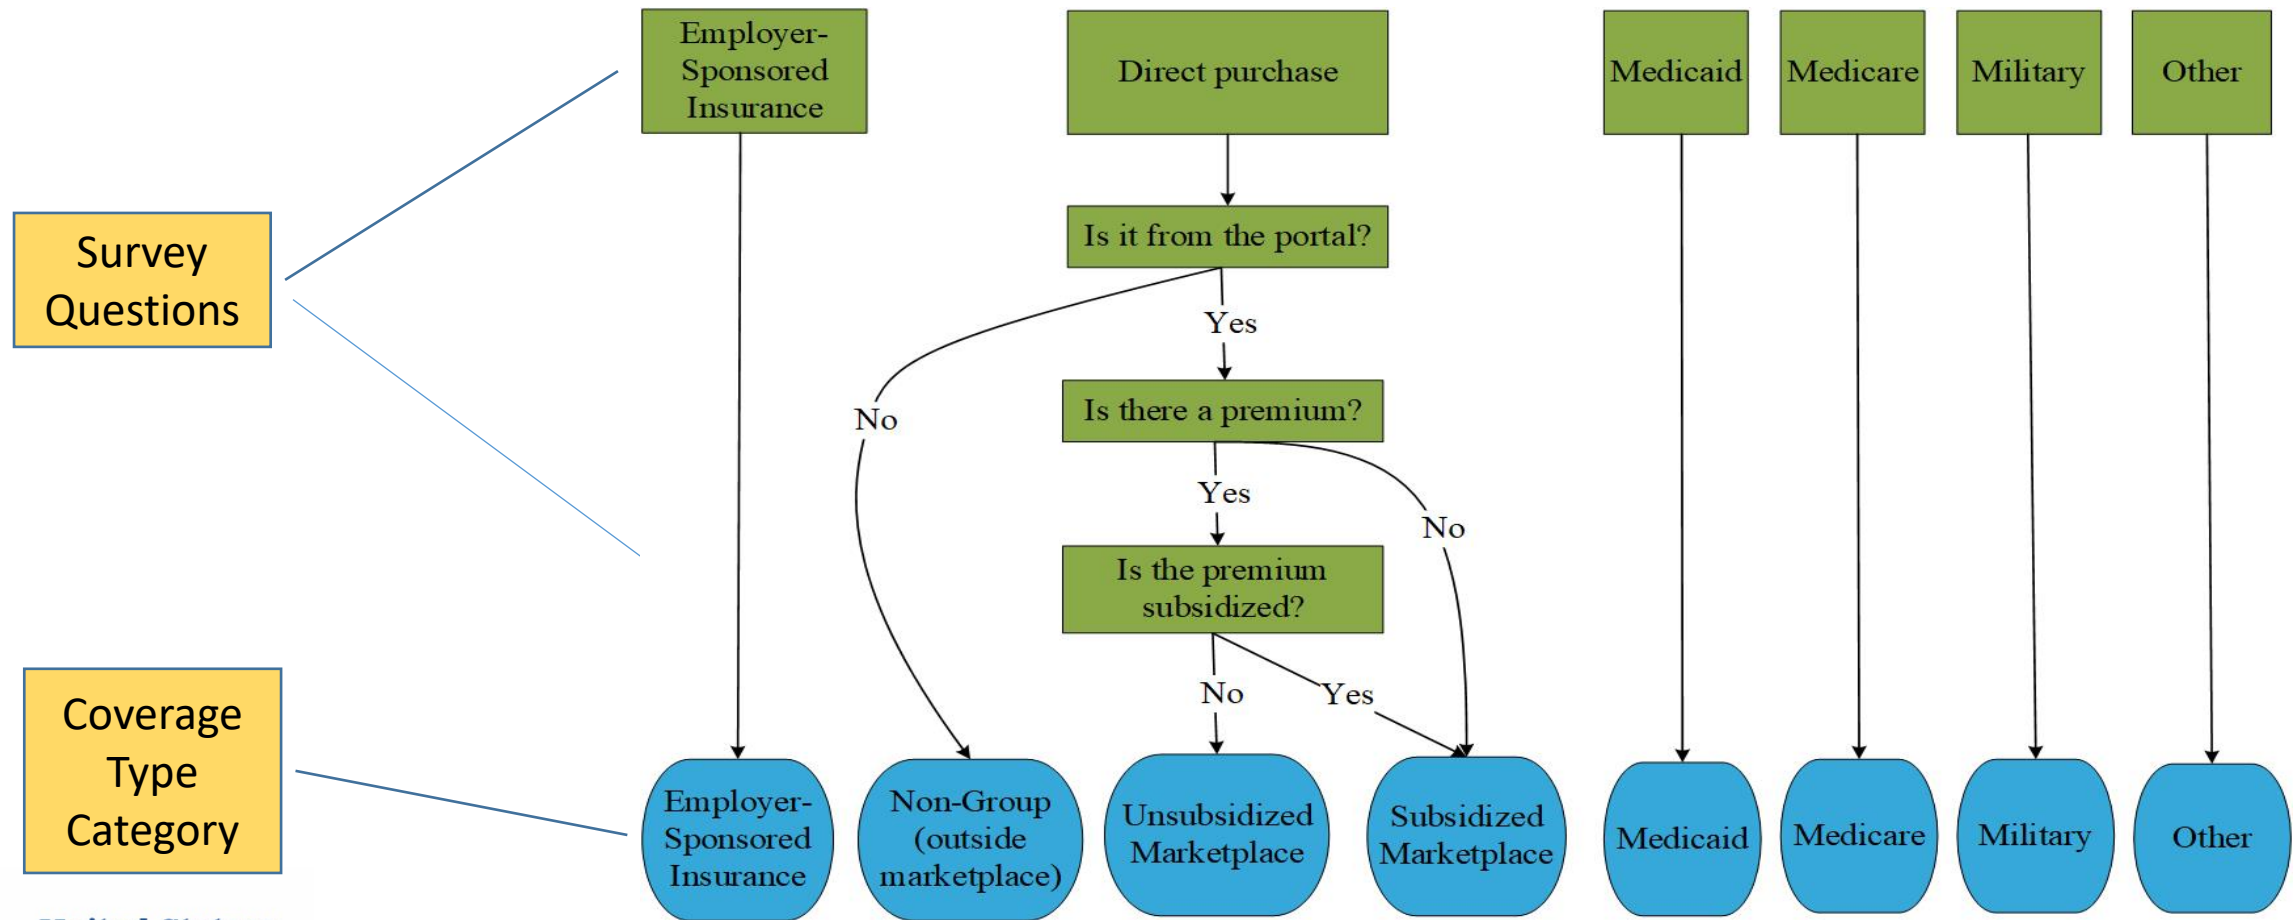 Employer-
Sponsored
Insurance
Direct purchase
Medicaid
Medicare
Military
Other
Survey
Questions
Is it from the portal?
Yes
No
Is there a premium?
Yes
No
Is the premium
subsidized?
No
Yes
Coverage
Type
Category
Employer-
Sponsored
Insurance
Non-Group
(outside
marketplace)
Unsubsidized
Marketplace
Subsidized
Marketplace
Medicaid
Medicare
Military
Other